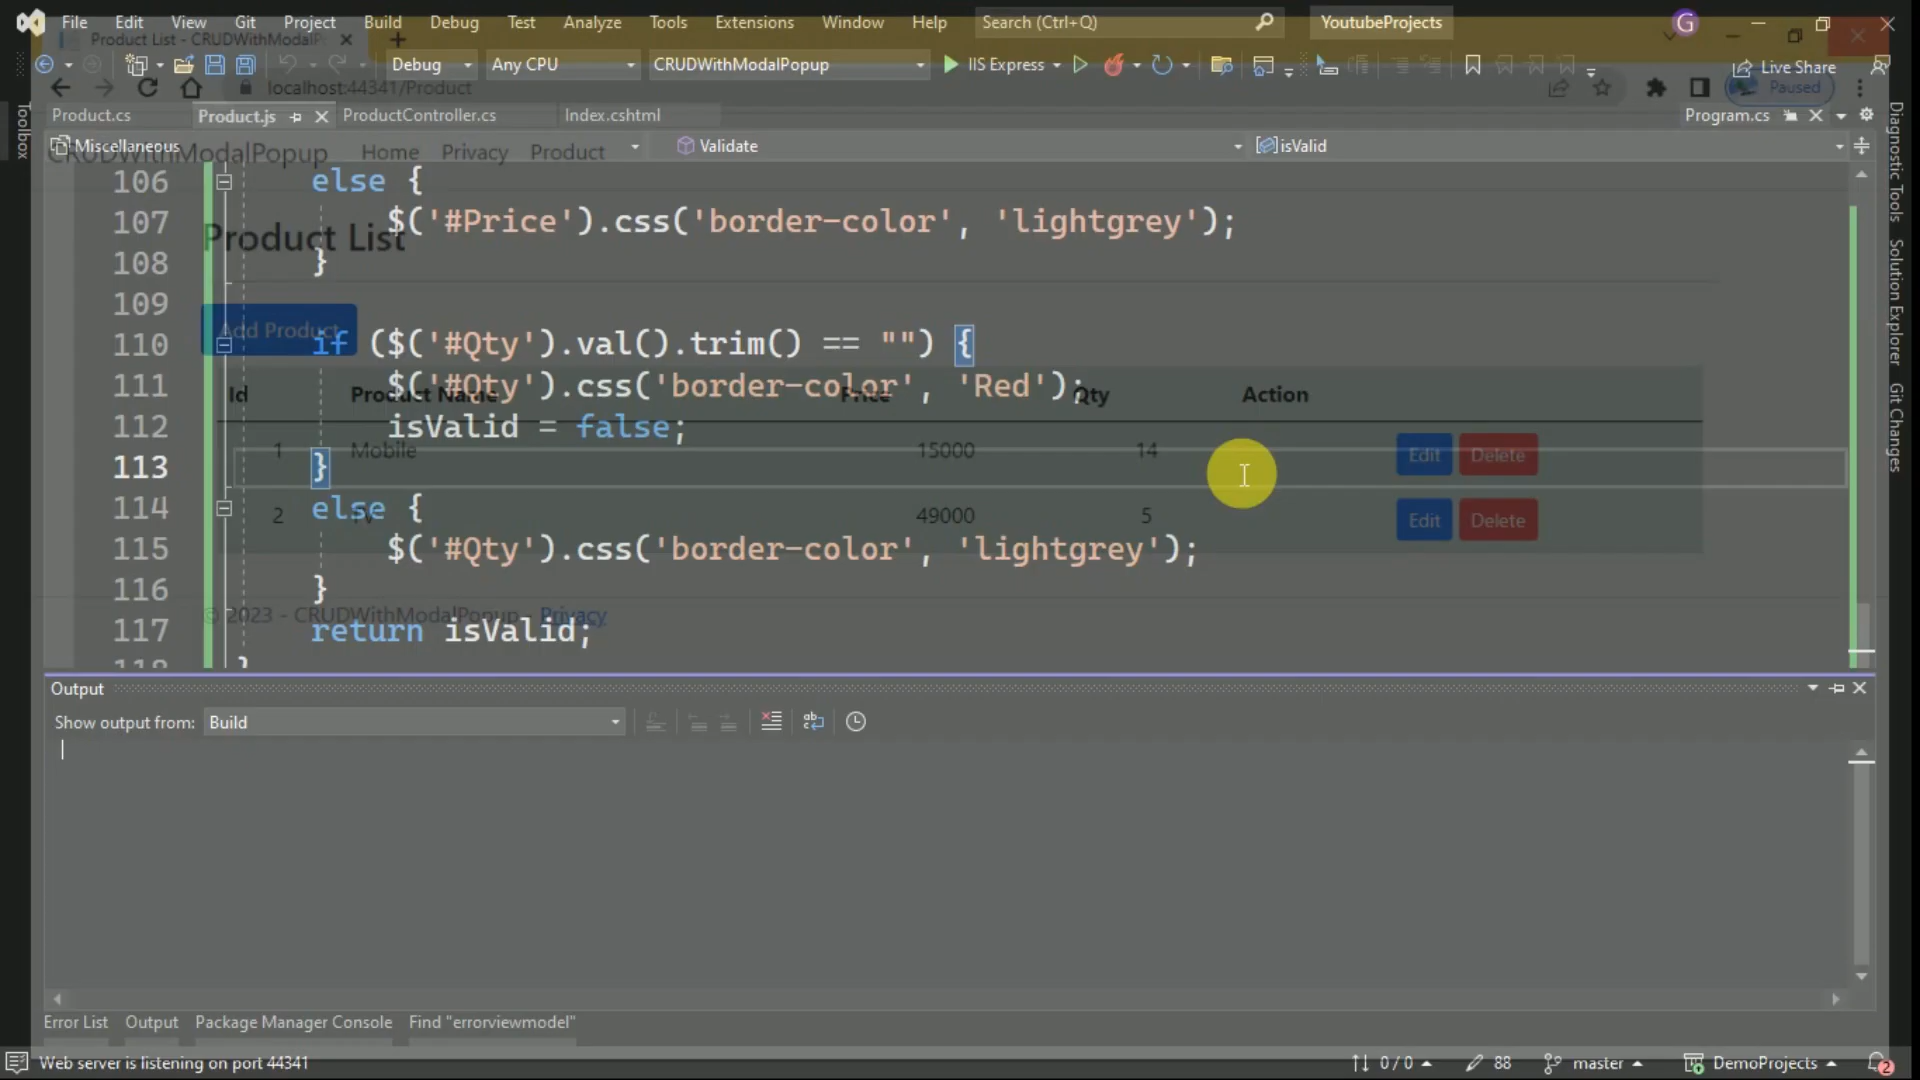 File Edit View Git Project Build Debug Test Analyze Tools Extensions Window Help Search (Ctrl+Q) YoutubeProjects G
Product List - CRUDWithModalP
Debug Any CPU CRUDWithModalPopup IIS Express Live Share
localhost:44341/Product Paused
Product.cs Product.js ProductController.cs Index.cshtml Program.cs
Miscellaneous Validate isValid
CRUDWithModalPopup Home Privacy Product
Toolbox
Diagnostic Tools
Solution Explorer
Git Changes
106 else {
107 $('#Price').css('border-color', 'lightgrey');
Product List
108 }
109
Add Product
110 if ($('#Qty').val().trim() == "") {
111 $('#Qty').css('border-color', 'Red');
Id Product Name Price Qty Action
112 isValid = false;
1 Mobile 15000 14 Edit Delete
113 }
114 else {
2 TV 49000 5 Edit Delete
115 $('#Qty').css('border-color', 'lightgrey');
116 }
© 2023 - CRUDWithModalPopup - Privacy
117 return isValid;
118 }
Output
Show output from: Build
Error List Output Package Manager Console Find "errorviewmodel"
Web server is listening on port 44341 0 / 0 88 master DemoProjects 2